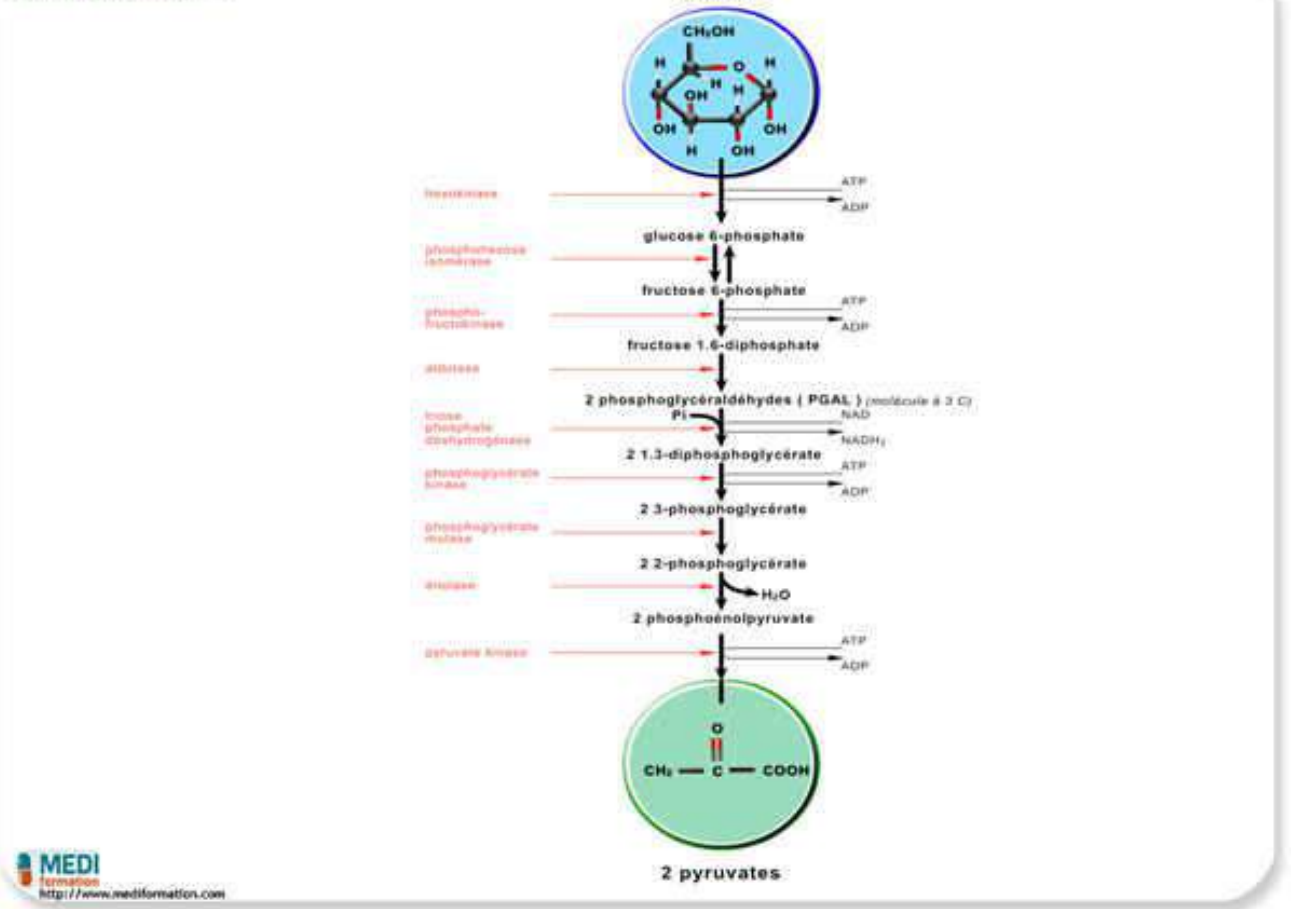 CH₂OH
H
O
H
H
OH
H
OH
OH
H
OH
hexokinase
ATP
ADP
glucose 6-phosphate
phosphohexose
isomérase
fructose 6-phosphate
phospho-
fructokinase
ATP
ADP
fructose 1.6-diphosphate
aldolase
2 phosphoglycéraldéhydes ( PGAL ) (molécule à 3 C)
Pi
NAD
triose
phosphate
déshydrogénase
NADH₂
2 1.3-diphosphoglycérate
phosphoglycérate
kinase
ATP
ADP
2 3-phosphoglycérate
phosphoglycérate
mutase
2 2-phosphoglycérate
enolase
H₂O
2 phosphoénolpyruvate
pyruvate kinase
ATP
ADP
O
CH₃ C COOH
2 pyruvates
MEDI
formation
http://www.mediformation.com